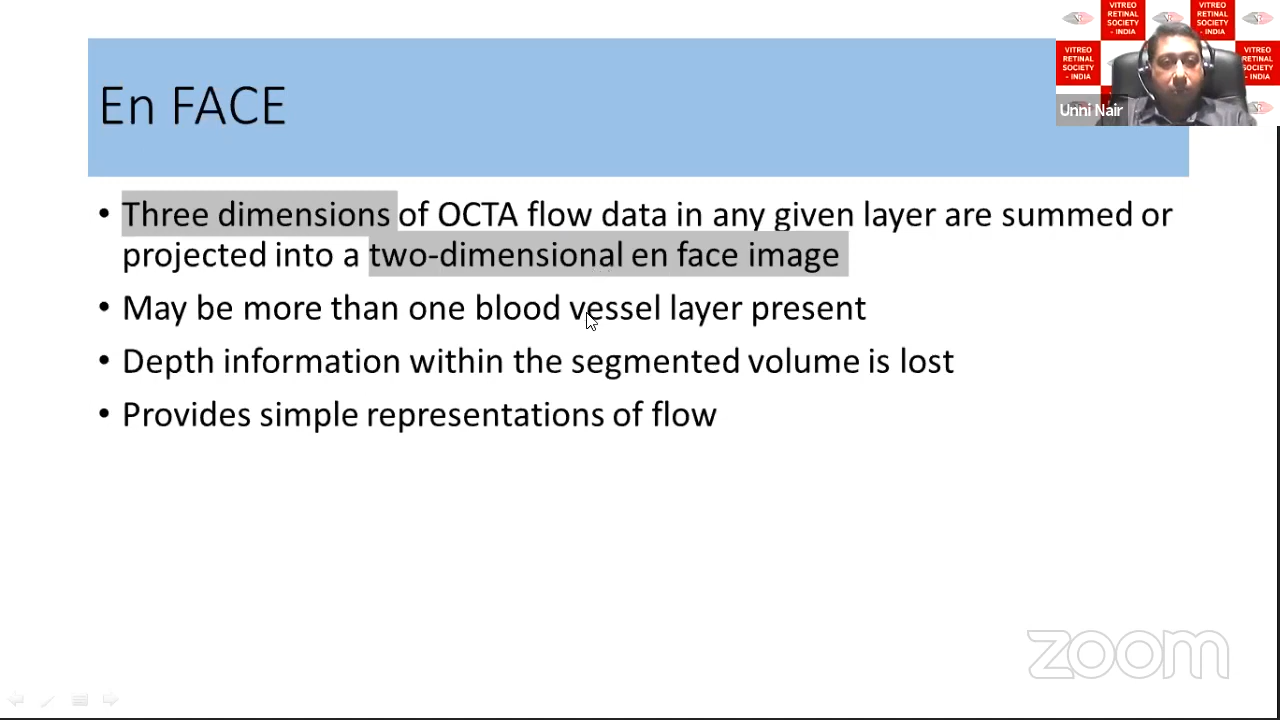 En FACE
• Three dimensions of OCTA flow data in any given layer are summed or
projected into a two-dimensional en face image
• May be more than one blood vessel layer present
• Depth information within the segmented volume is lost
• Provides simple representations of flow
VITREO
RETINAL
SOCIETY
- INDIA
VITREO
RETINAL
SOCIETY
- INDIA
VITREO
RETINAL
SOCIETY
- INDIA
VITREO
RETINAL
SOCIETY
- INDIA
Unni Nair
zoom